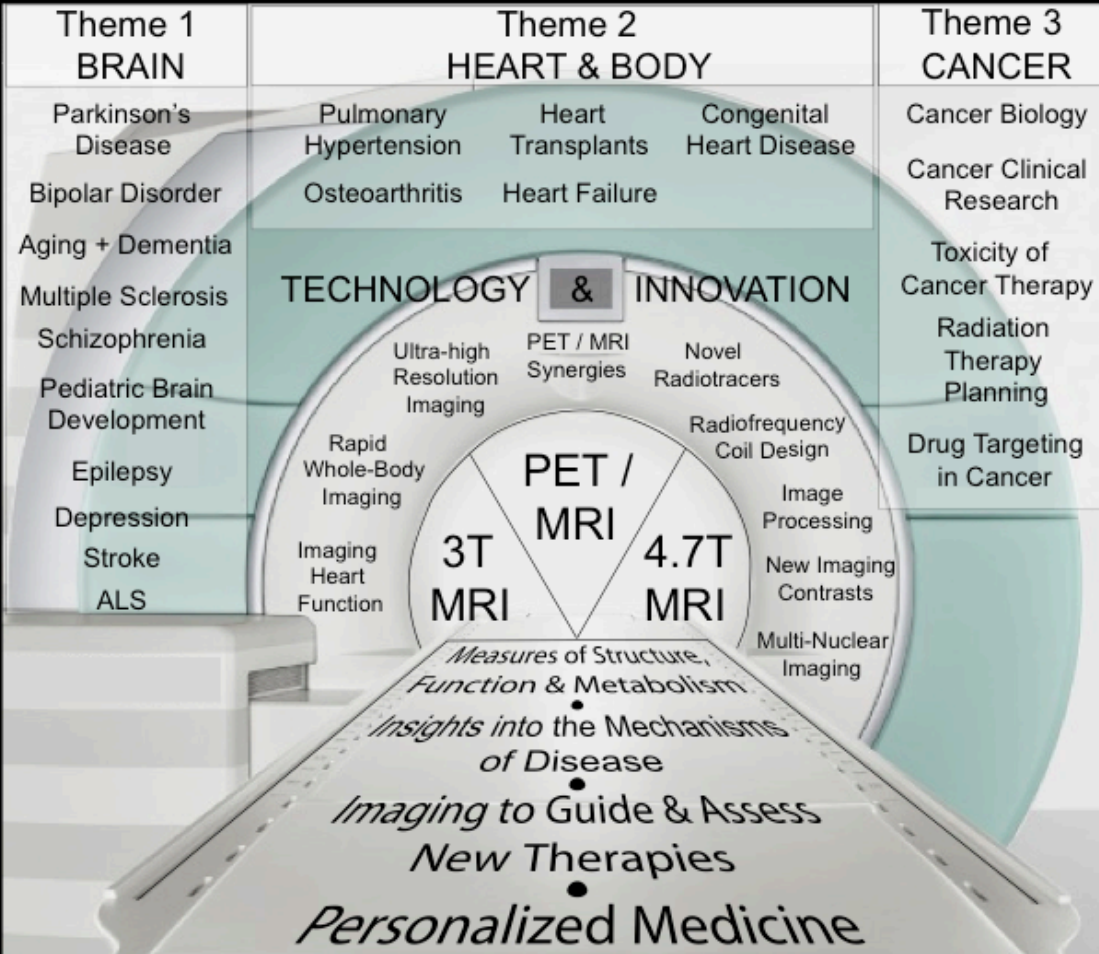 Theme 1
BRAIN
Parkinson's
Disease
Bipolar Disorder
Aging + Dementia
Multiple Sclerosis
Schizophrenia
Pediatric Brain
Development
Epilepsy
Depression
Stroke
ALS
Theme 2
HEART & BODY
Pulmonary
Hypertension
Heart
Transplants
Congenital
Heart Disease
Osteoarthritis
Heart Failure
Theme 3
CANCER
Cancer Biology
Cancer Clinical
Research
Toxicity of
Cancer Therapy
Radiation
Therapy
Planning
Drug Targeting
in Cancer
TECHNOLOGY & INNOVATION
Imaging
Heart
Function
Rapid
Whole-Body
Imaging
Ultra-high
Resolution
Imaging
PET / MRI
Synergies
Novel
Radiotracers
Radiofrequency
Coil Design
Image
Processing
New Imaging
Contrasts
Multi-Nuclear
Imaging
3T
MRI
PET /
MRI
4.7T
MRI
Measures of Structure,
Function & Metabolism
Insights into the Mechanisms
of Disease
Imaging to Guide & Assess
New Therapies
Personalized Medicine